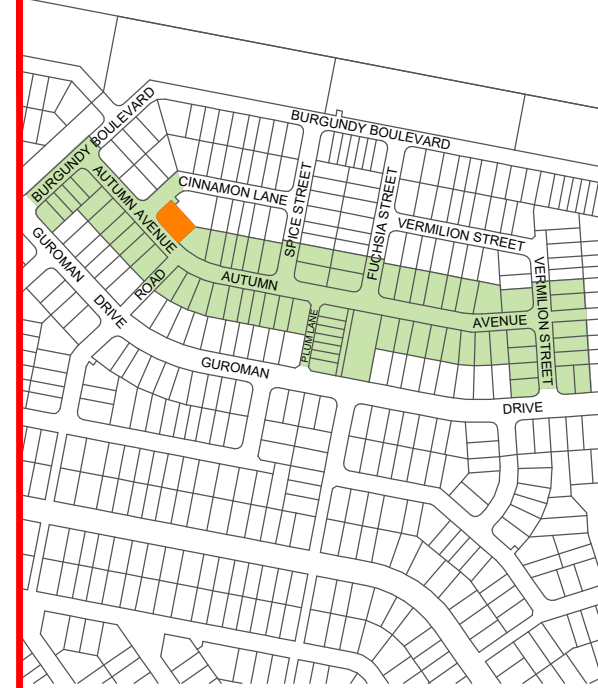 BURGUNDY BOULEVARD
BURGUNDY BOULEVARD
AUTUMN AVENUE
CINNAMON LANE
SPICE STREET
FUCHSIA STREET
VERMILION STREET
GUROMAN
DRIVE
ROAD
AUTUMN
AVENUE
VERMILION STREET
PLUM LANE
GUROMAN
DRIVE